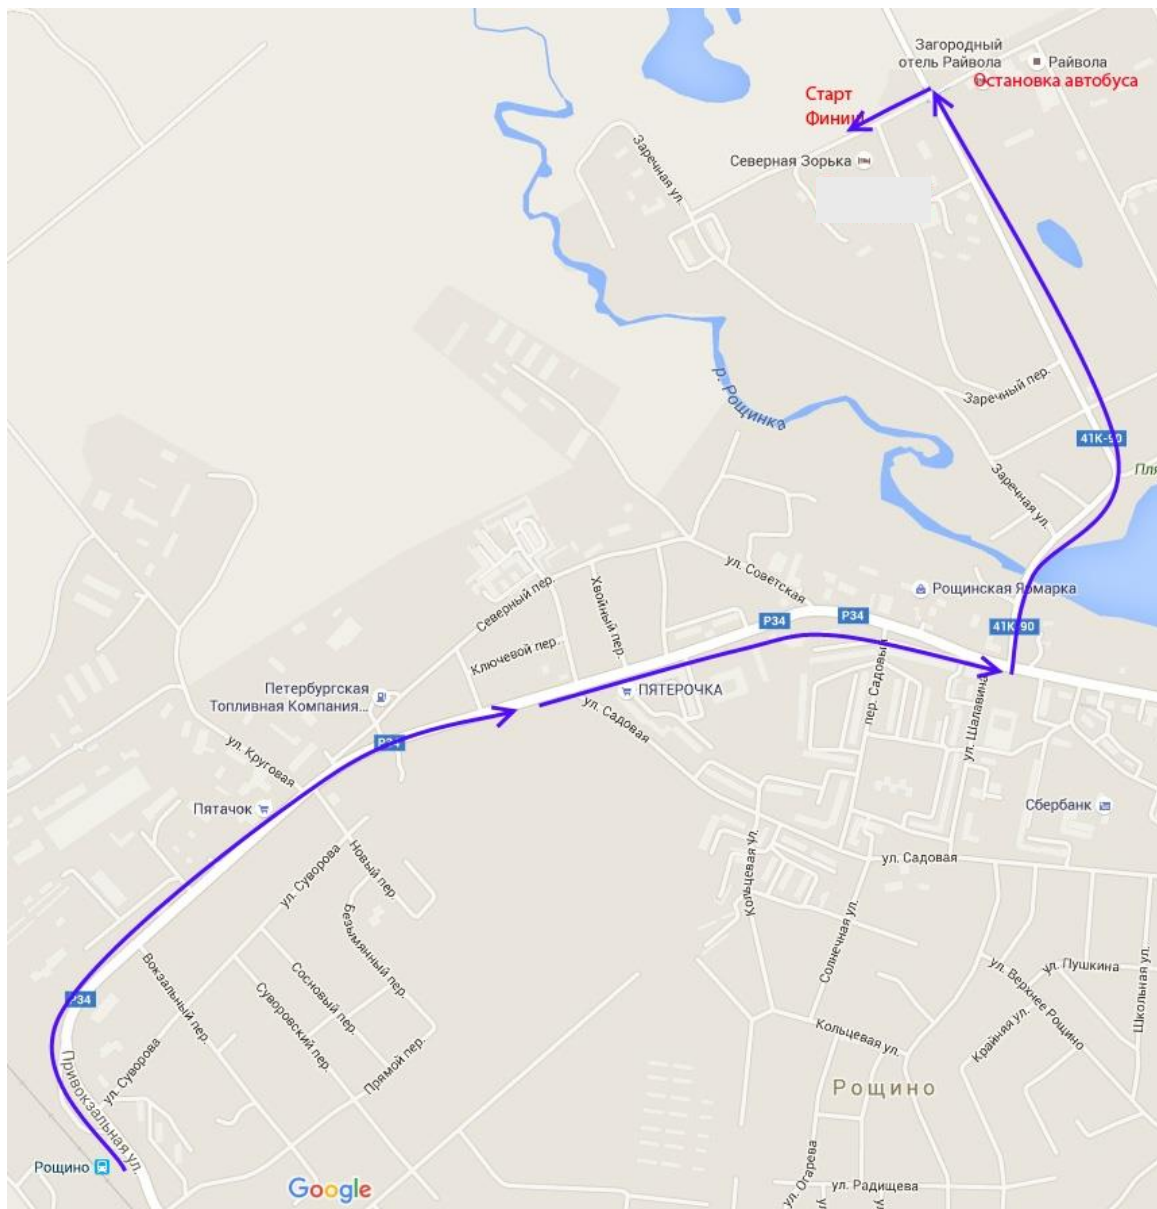 Загородный
отель Райвола
Райвола
Остановка автобуса
Старт
Финиш
Северная Зорька
Заречная ул.
р. Рощинка
Заречный пер.
41К-90
Пля
Заречная ул.
ул. Советская
Рощинская Ярмарка
Северный пер.
Хвойный пер.
Р34
Р34
41К-90
Ключевой пер...
Петербургская
Топливная Компания...
ПЯТЕРОЧКА
ул. Садовая
пер. Садовый
ул. Шалавина
Р34
ул. Круговая
Пятачок
Сбербанк
ул. Суворова
Новый пер.
Кольцевая ул.
ул. Садовая
Безымянный пер.
Вокзальный пер.
Сосновый пер.
Суворовский пер.
Солнечная ул.
ул. Верхнее Рощино
ул. Пушкина
Школьная ул.
Р34
Крайняя ул.
Кольцевая ул.
Прямой пер.
ул. Суворова
Привокзальная ул.
Рощино
Рощино
Google
ул. Огарева
ул. Радищева